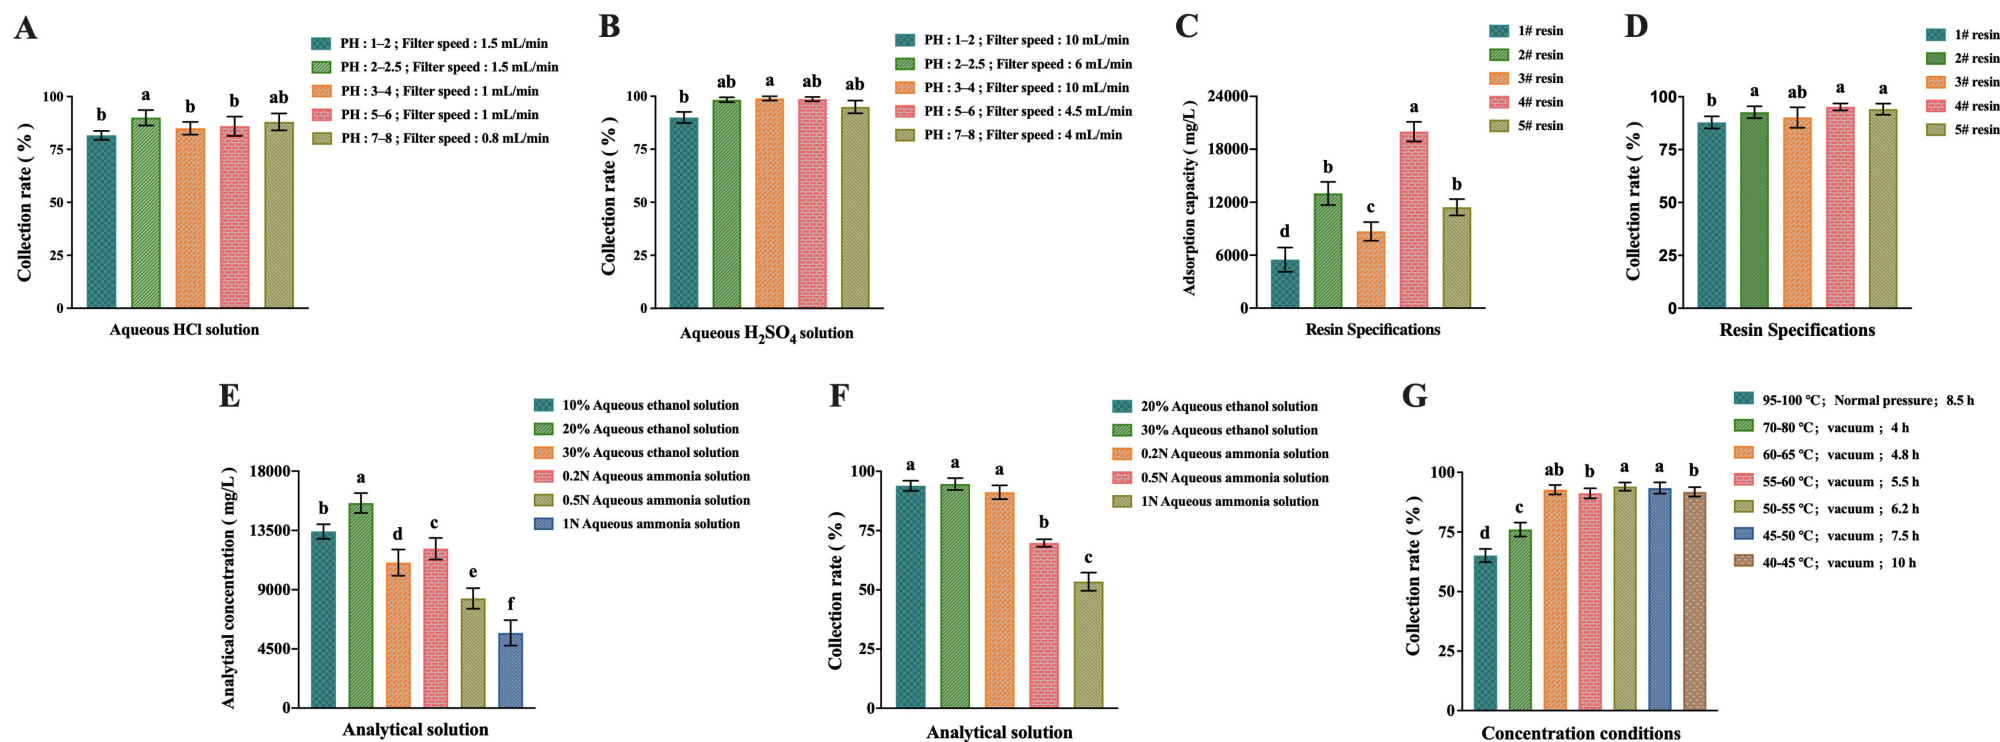 A
PH : 1–2 ; Filter speed : 1.5 mL/min
PH : 2–2.5 ; Filter speed : 1.5 mL/min
PH : 3–4 ; Filter speed : 1 mL/min
PH : 5–6 ; Filter speed : 1 mL/min
PH : 7–8 ; Filter speed : 0.8 mL/min
Collection rate ( % )
100
75
50
25
0
b
a
b
b
ab
Aqueous HCl solution
B
PH : 1–2 ; Filter speed : 10 mL/min
PH : 2–2.5 ; Filter speed : 6 mL/min
PH : 3–4 ; Filter speed : 10 mL/min
PH : 5–6 ; Filter speed : 4.5 mL/min
PH : 7–8 ; Filter speed : 4 mL/min
Collection rate ( % )
100
75
50
25
0
b
ab
a
ab
ab
Aqueous H2SO4 solution
C
1# resin
2# resin
3# resin
4# resin
5# resin
Adsorption capacity ( mg/L )
24000
18000
12000
6000
0
d
b
c
a
b
Resin Specifications
D
1# resin
2# resin
3# resin
4# resin
5# resin
Collection rate ( % )
100
75
50
25
0
b
a
ab
a
a
Resin Specifications
E
10% Aqueous ethanol solution
20% Aqueous ethanol solution
30% Aqueous ethanol solution
0.2N Aqueous ammonia solution
0.5N Aqueous ammonia solution
1N Aqueous ammonia solution
Analytical concentration ( mg/L )
18000
13500
9000
4500
0
b
a
d
c
e
f
Analytical solution
F
20% Aqueous ethanol solution
30% Aqueous ethanol solution
0.2N Aqueous ammonia solution
0.5N Aqueous ammonia solution
1N Aqueous ammonia solution
Collection rate ( % )
100
75
50
25
0
a
a
a
b
c
Analytical solution
G
95-100 °C; Normal pressure; 8.5 h
70-80 °C; vacuum ; 4 h
60-65 °C; vacuum ; 4.8 h
55-60 °C; vacuum ; 5.5 h
50-55 °C; vacuum ; 6.2 h
45-50 °C; vacuum ; 7.5 h
40-45 °C; vacuum ; 10 h
Collection rate ( % )
100
75
50
25
0
d
c
ab
b
a
a
b
Concentration conditions